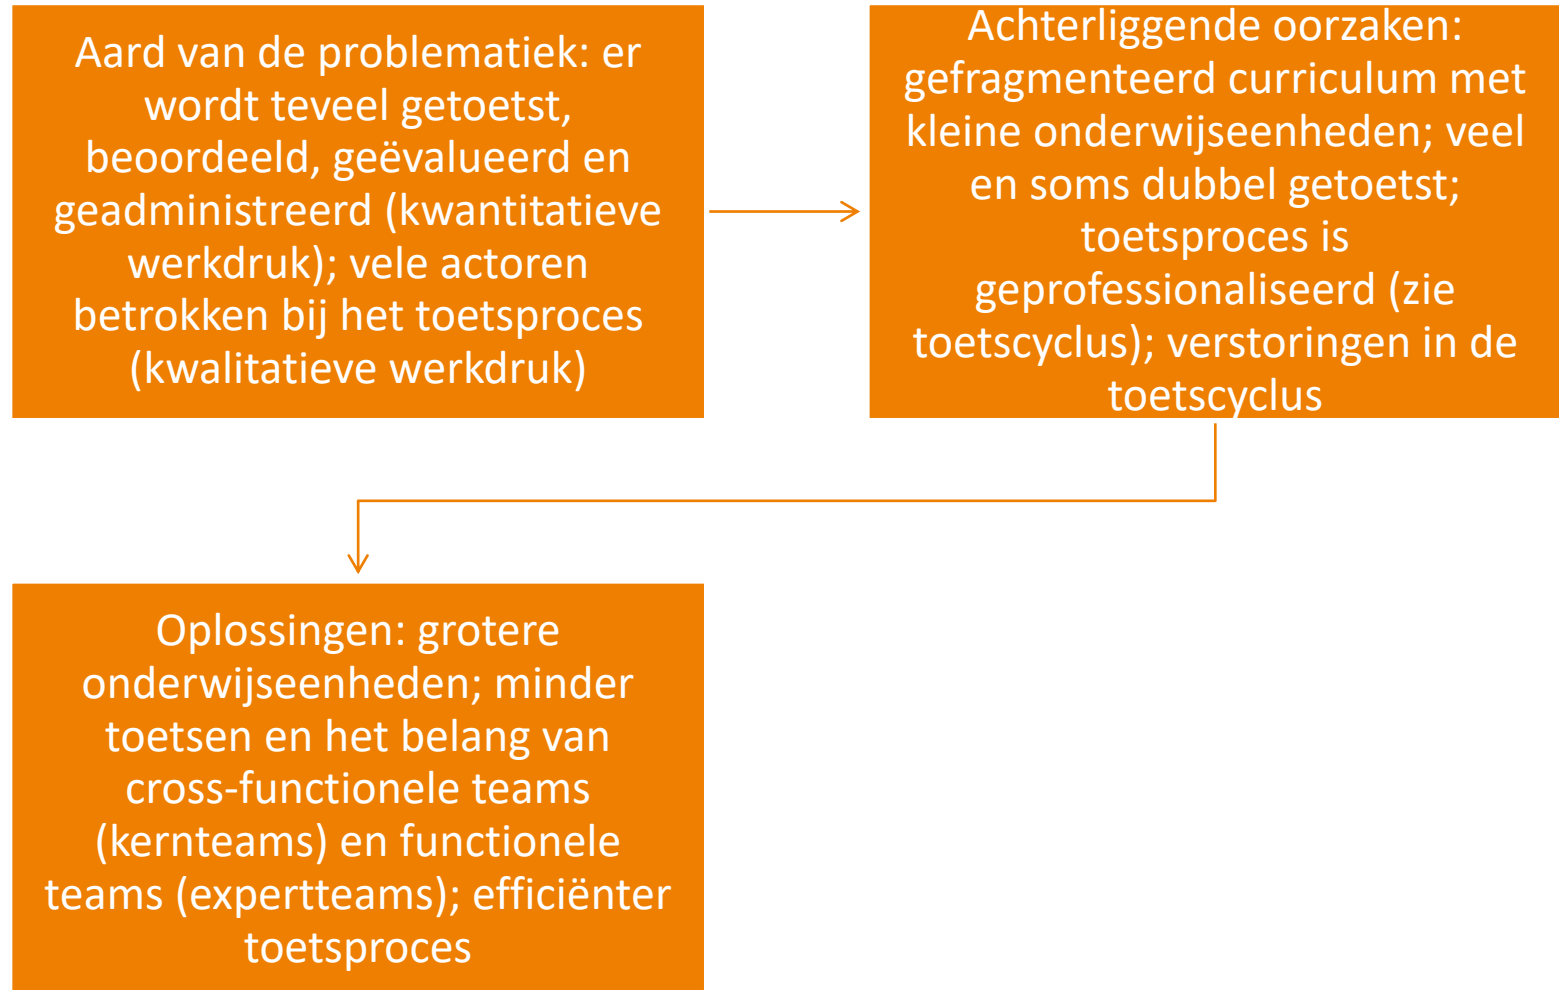 Aard van de problematiek: er
wordt teveel getoetst,
beoordeeld, geëvalueerd en
geadministreerd (kwantitatieve
werkdruk); vele actoren
betrokken bij het toetsproces
(kwalitatieve werkdruk)
Achterliggende oorzaken:
gefragmenteerd curriculum met
kleine onderwijseenheden; veel
en soms dubbel getoetst;
toetsproces is
geprofessionaliseerd (zie
toetscyclus); verstoringen in de
toetscyclus
Oplossingen: grotere
onderwijseenheden; minder
toetsen en het belang van
cross-functionele teams
(kernteams) en functionele
teams (expertteams); efficiënter
toetsproces